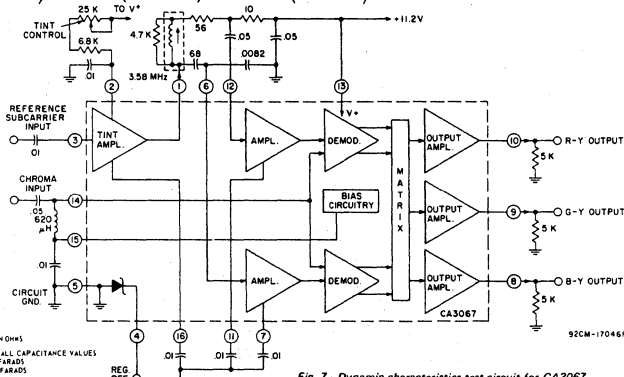 25 K
TO V+
TINT
CONTROL
6.8 K
.01
4.7 K
56
10
.05
.05
68
.0082
+11.2V
3.58 MHz
2
1
6
12
13
REFERENCE
SUBCARRIER
INPUT
.01
3
TINT
AMPL.
AMPL.
V+
DEMOD.
MATRIX
OUTPUT
AMPL.
10
R-Y OUTPUT
5 K
CHROMA
INPUT
14
.05
620
μH
15
BIAS
CIRCUITRY
OUTPUT
AMPL.
9
G-Y OUTPUT
5 K
.01
CIRCUIT
GND.
5
AMPL.
DEMOD.
OUTPUT
AMPL.
8
B-Y OUTPUT
5 K
CA3067
4
16
11
7
92CM-17046
N OHMS
ALL CAPACITANCE VALUES
FARADS
FARADS
REG.
.01
.01
.01
Fig. 7 - Dynamic characteristics test circuit for CA3067